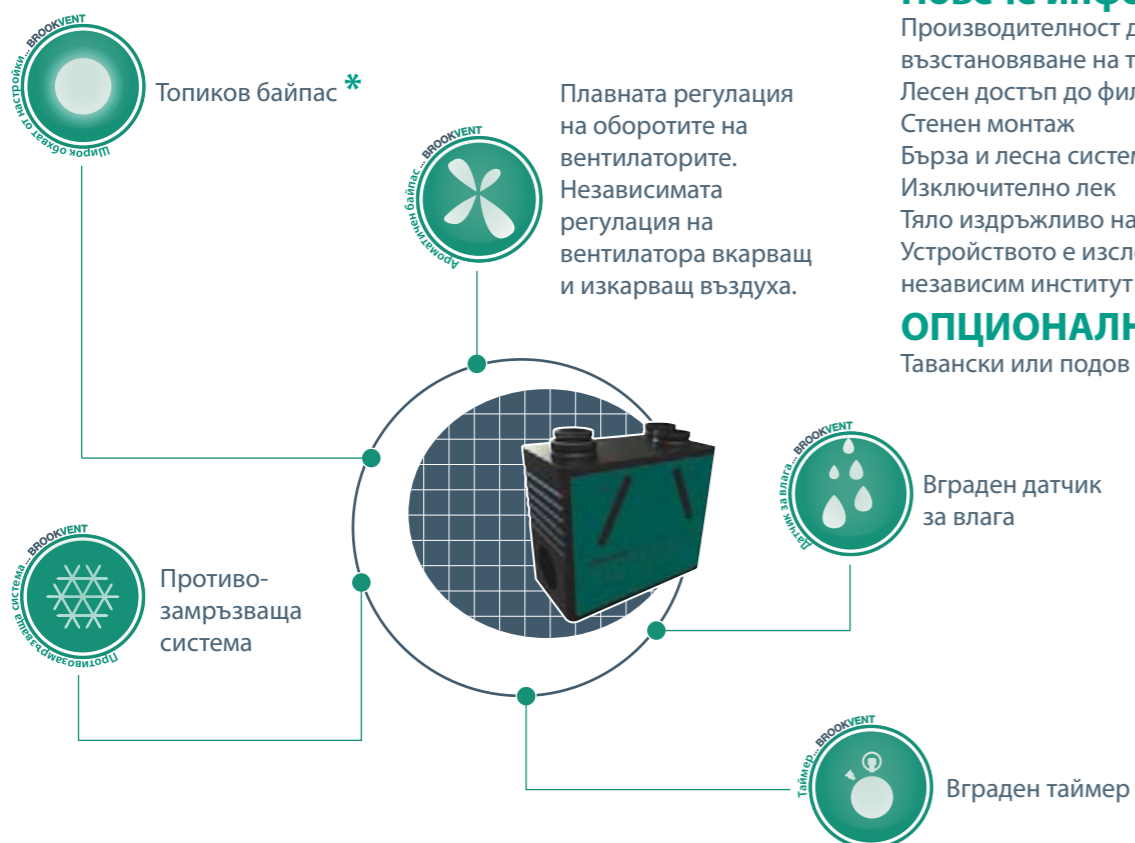 Широк обхват от настройки... BROOKVENT
Топиков байпас *
Ароматичен байпас... BROOKVENT
Плавната регулация
на оборотите на
вентилаторите.
Независимата
регулация на
вентилатора вкарващ
и изкарващ въздуха.
Повече инфо
Производителност д
възстановяване на т
Лесен достъп до фил
Стенен монтаж
Бърза и лесна систем
Изключително лек
Тяло издръжливо на
Устройството е изсле
независим институт
ОПЦИОНАЛН
Тавански или подов
Датчик за влага... BROOKVENT
Вграден датчик
за влага
Противозамръзваща система... BROOKVENT
Противо-
замръзваща
система
Таймер... BROOKVENT
Вграден таймер